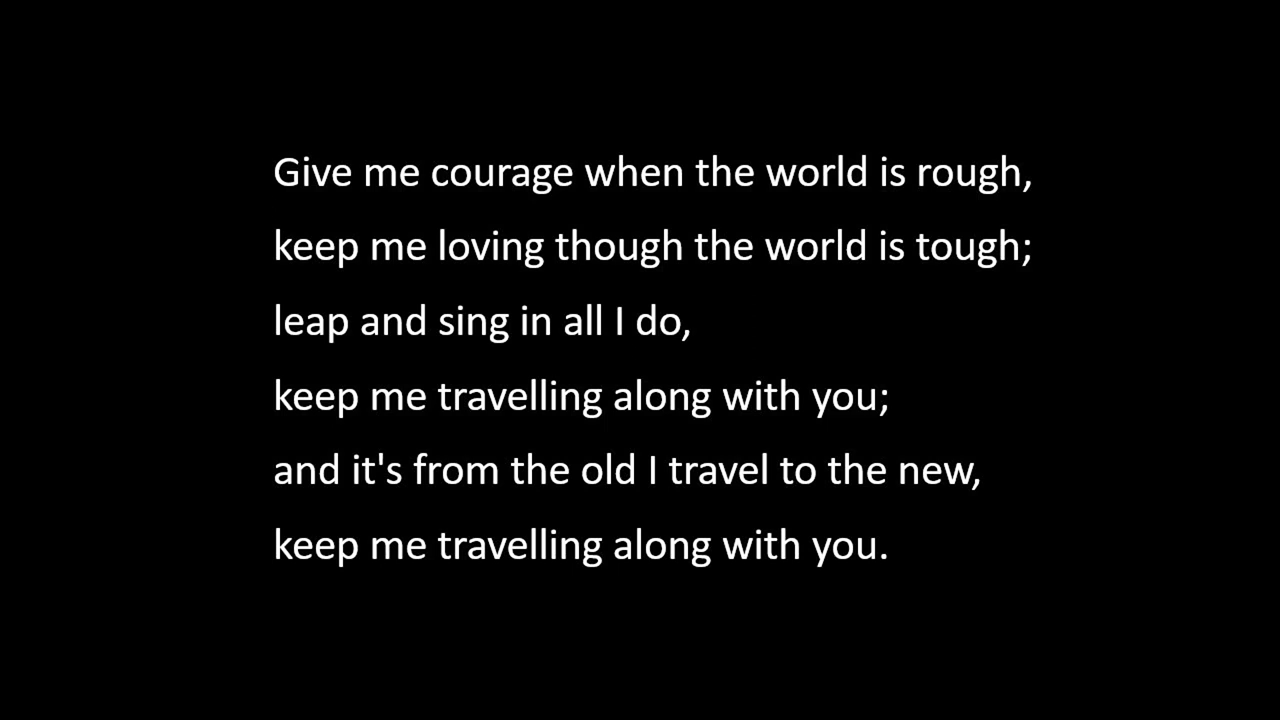 Give me courage when the world is rough,
keep me loving though the world is tough;
leap and sing in all I do,
keep me travelling along with you;
and it's from the old I travel to the new,
keep me travelling along with you.